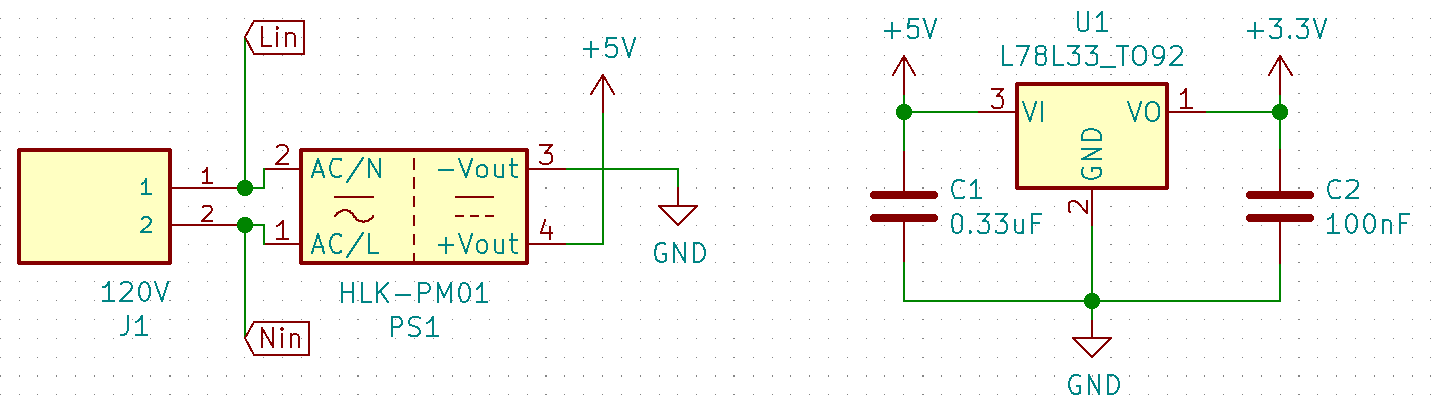 Lin
1
2
1
2
120V
J1
Nin
2
1
AC/N
AC/L
-Vout
+Vout
3
4
HLK-PM01
PS1
+5V
GND
+5V
U1
L78L33_TO92
3
VI
VO
1
GND
2
+3.3V
C1
0.33uF
C2
100nF
GND